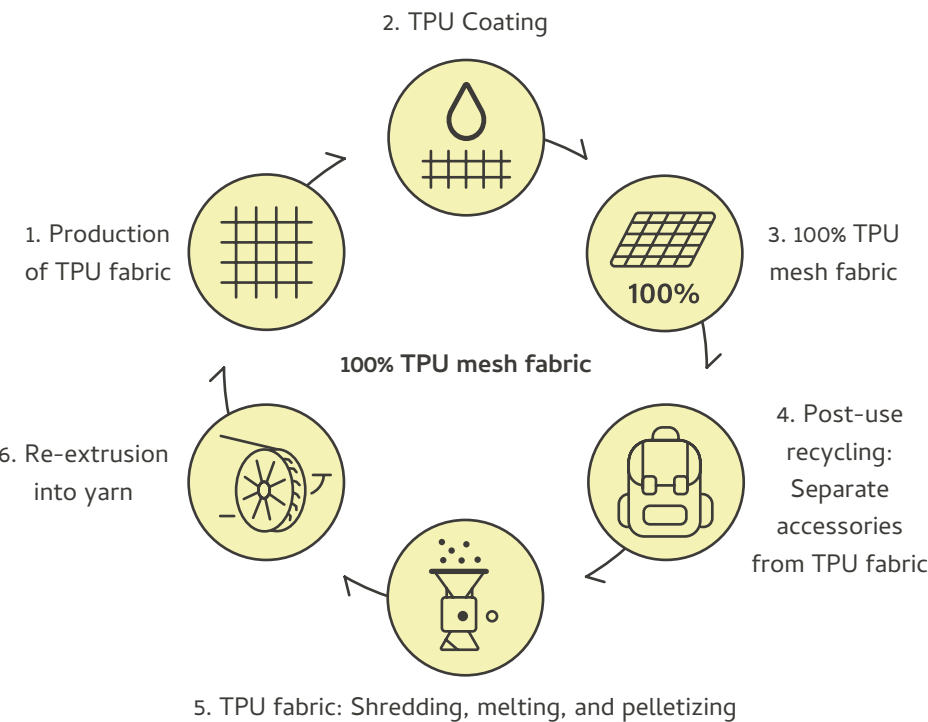 2. TPU Coating
1. Production
of TPU fabric
3. 100% TPU
mesh fabric
100%
100% TPU mesh fabric
4. Post-use
recycling:
Separate
accessories
from TPU fabric
6. Re-extrusion
into yarn
5. TPU fabric: Shredding, melting, and pelletizing